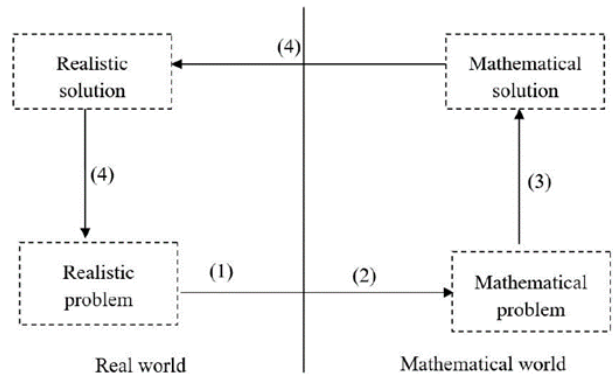 (4)
Realistic
solution
Mathematical
solution
(4)
(3)
Realistic
problem
(1)
(2)
Mathematical
problem
Real world
Mathematical world